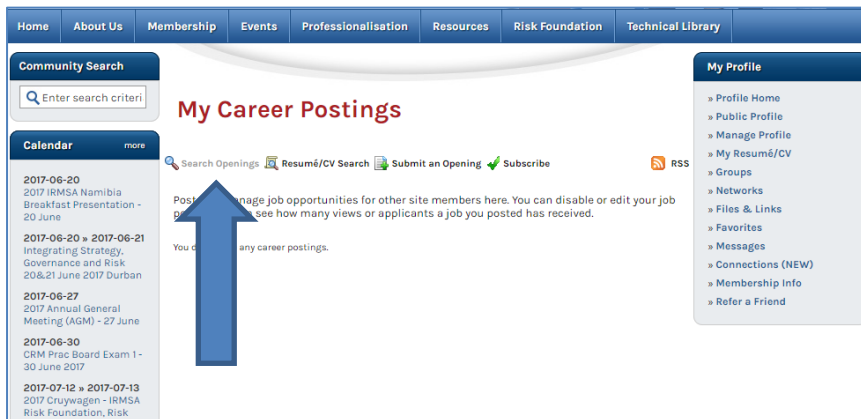 Home About Us Membership Events Professionalisation Resources Risk Foundation Technical Library
Community Search
Enter search criteri
Calendar more
2017-06-20
2017 IRMSA Namibia
Breakfast Presentation -
20 June
2017-06-20 » 2017-06-21
Integrating Strategy,
Governance and Risk
20&21 June 2017 Durban
2017-06-27
2017 Annual General
Meeting (AGM) - 27 June
2017-06-30
CRM Prac Board Exam 1 -
30 June 2017
2017-07-12 » 2017-07-13
2017 Cruywagen - IRMSA
Risk Foundation, Risk
My Career Postings
Search Openings Resumé/CV Search Submit an Opening Subscribe RSS
Post nage job opportunities for other site members here. You can disable or edit your job
see how many views or applicants a job you posted has received.
You any career postings.
My Profile
» Profile Home
» Public Profile
» Manage Profile
» My Resumé/CV
» Groups
» Networks
» Files & Links
» Favorites
» Messages
» Connections (NEW)
» Membership Info
» Refer a Friend